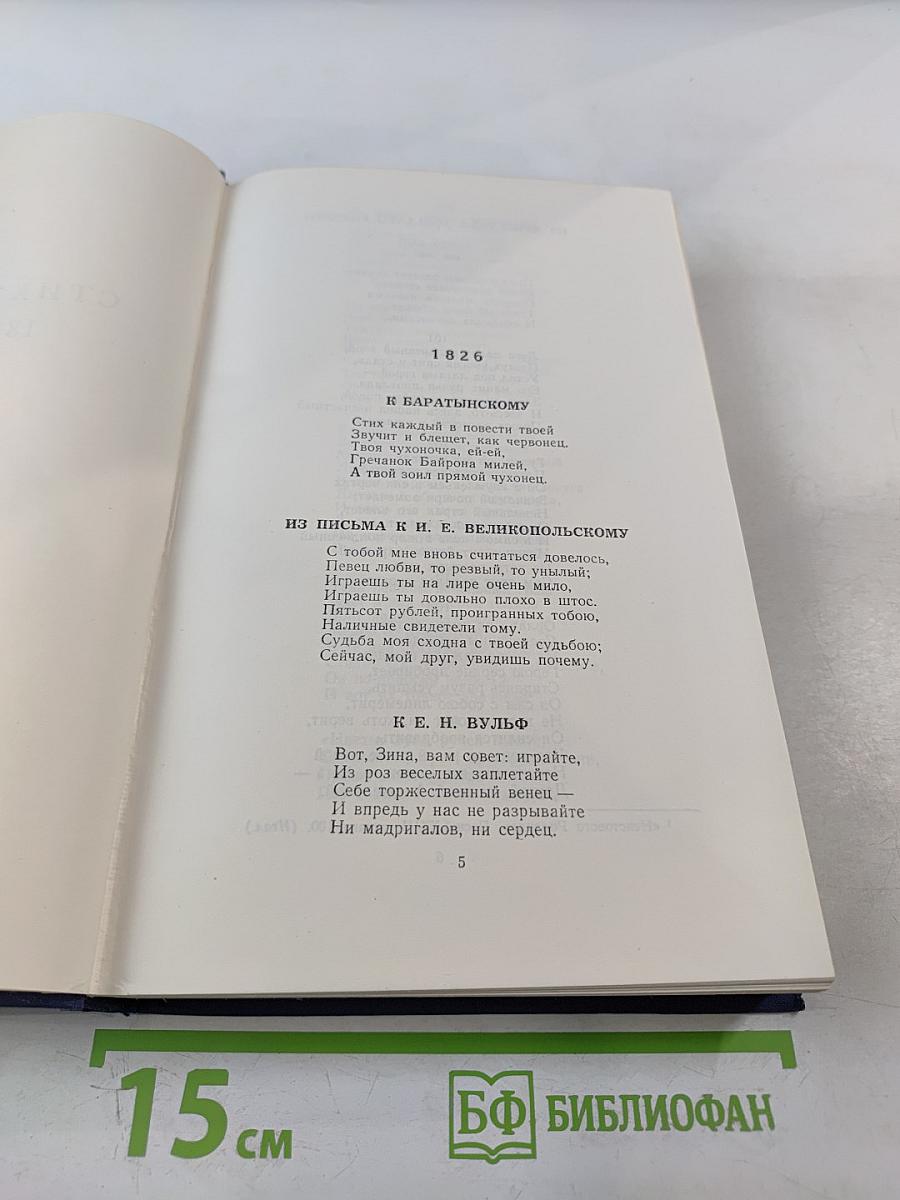 1826
К БАРАТЫНСКОМУ
Стих каждый в повести твоей
Звучит и блещет, как червонец.
Твоя чухоночка, ей-ей,
Гречанок Байрона милей,
А твой зоил прямой чухонец.
ИЗ ПИСЬМА К И. Е. ВЕЛИКОПОЛЬСКОМУ
С тобой мне вновь считаться довелось,
Певец любви, то резвый, то унылый;
Играешь ты на лире очень мило,
Играешь ты довольно плохо в штос.
Пятьсот рублей, проигранных тобою,
Наличные свидетели тому.
Судьба моя сходна с твоей судьбою;
Сейчас, мой друг, увидишь почему.
К Е. Н. ВУЛЬФ
Вот, Зина, вам совет: играйте,
Из роз веселых заплетайте
Себе торжественный венец —
И впредь у нас не разрывайте
Ни мадригалов, ни сердец.
5
15 см
БФ БИБЛИОФАН